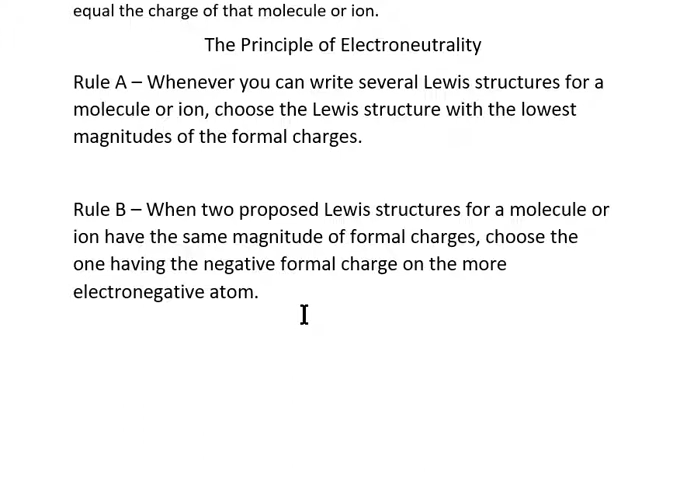 equal the charge of that molecule or ion.
The Principle of Electroneutrality
Rule A – Whenever you can write several Lewis structures for a
molecule or ion, choose the Lewis structure with the lowest
magnitudes of the formal charges.
Rule B – When two proposed Lewis structures for a molecule or
ion have the same magnitude of formal charges, choose the
one having the negative formal charge on the more
electronegative atom.